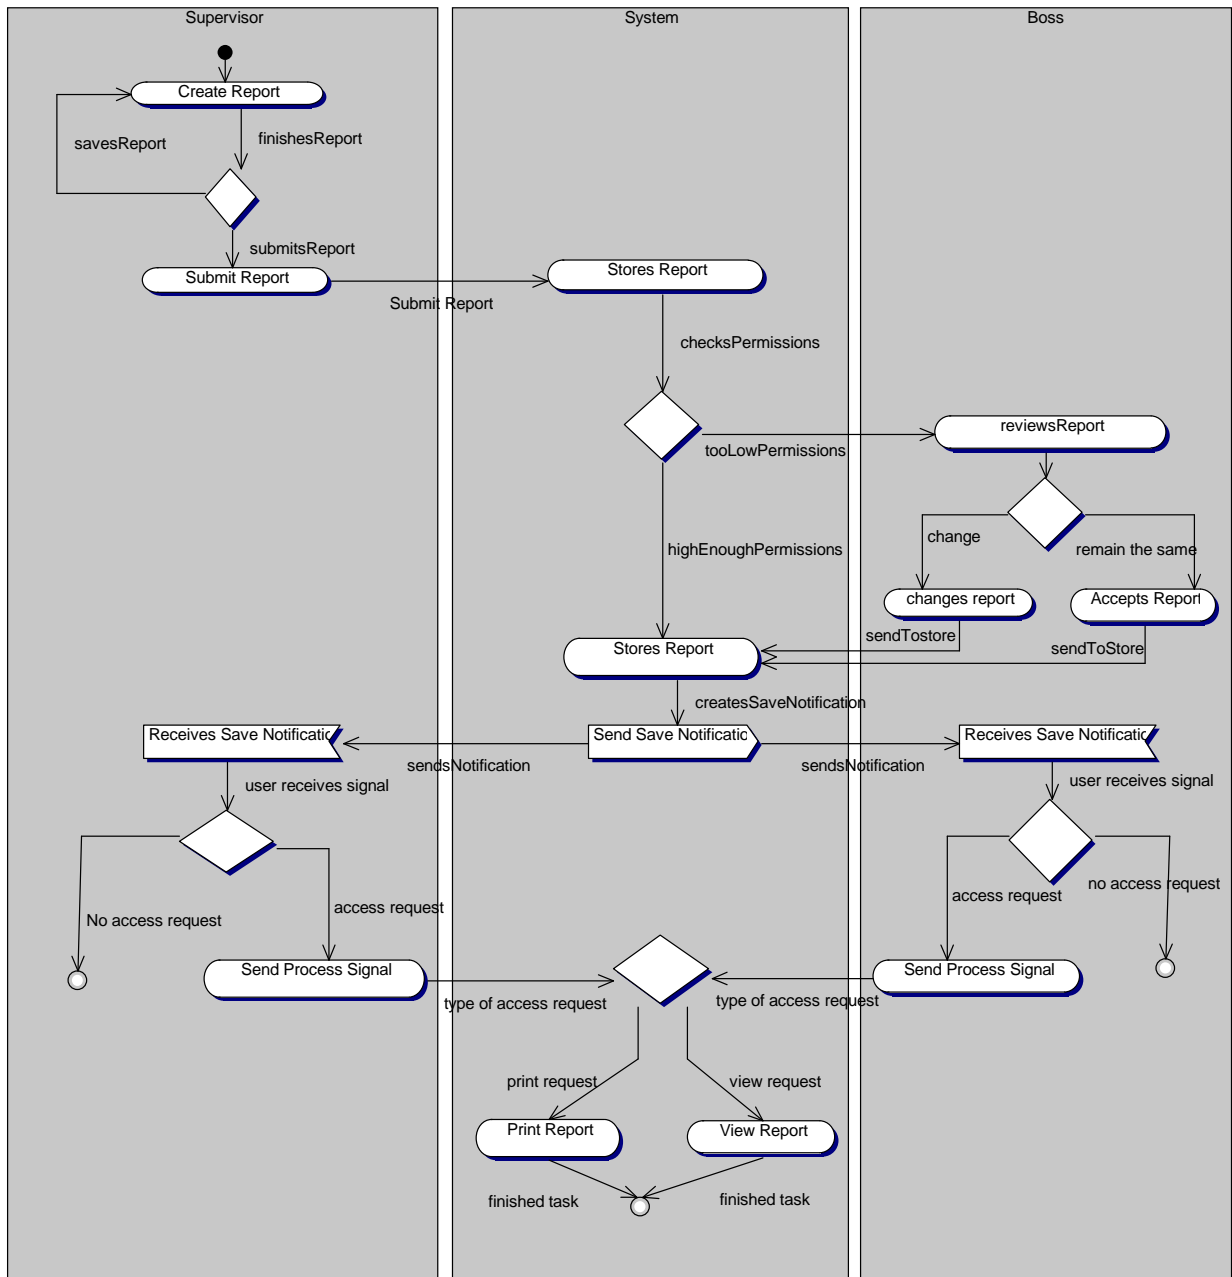 Supervisor
System
Boss
Create Report
savesReport
finishesReport
submitsReport
Submit Report
Submit Report
Stores Report
checksPermissions
tooLowPermissions
reviewsReport
highEnoughPermissions
change
remain the same
changes report
Accepts Report
sendTostore
sendToStore
Stores Report
createsSaveNotification
Receives Save Notificatio
Send Save Notificatio
Receives Save Notificatio
sendsNotification
sendsNotification
user receives signal
user receives signal
No access request
access request
access request
no access request
Send Process Signal
Send Process Signal
type of access request
type of access request
print request
view request
Print Report
View Report
finished task
finished task